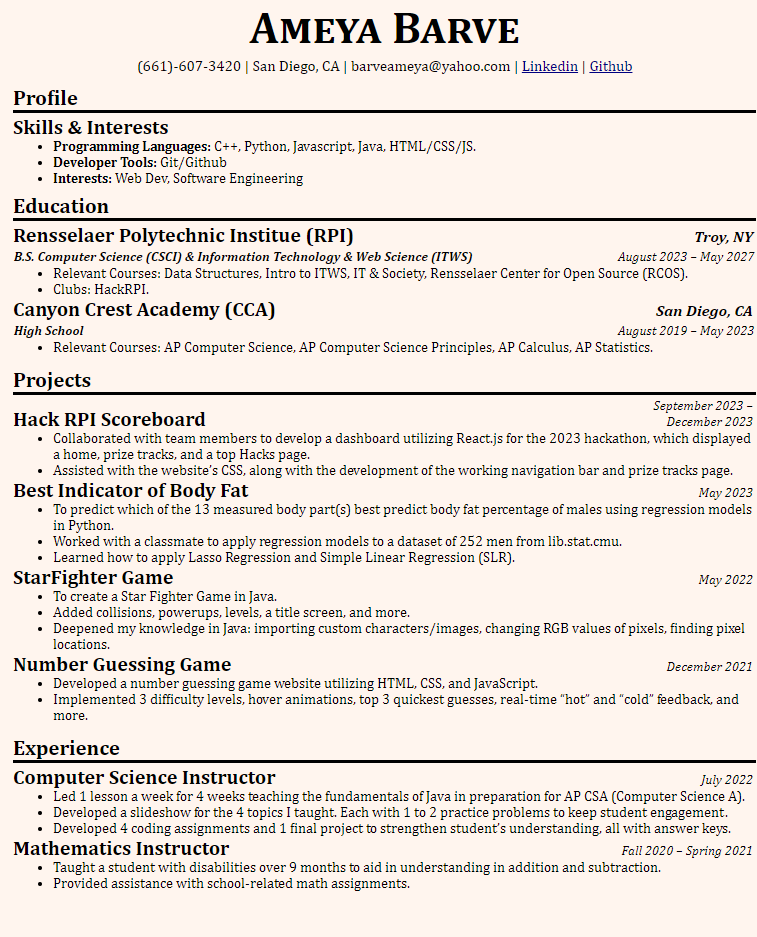 AMEYA BARVE
(661)-607-3420 | San Diego, CA | barveameya@yahoo.com | Linkedin | Github
Profile
Skills & Interests
• Programming Languages: C++, Python, Javascript, Java, HTML/CSS/JS.
• Developer Tools: Git/Github
• Interests: Web Dev, Software Engineering
Education
Rensselaer Polytechnic Institue (RPI) Troy, NY
B.S. Computer Science (CSCI) & Information Technology & Web Science (ITWS) August 2023 – May 2027
• Relevant Courses: Data Structures, Intro to ITWS, IT & Society, Rensselaer Center for Open Source (RCOS).
• Clubs: HackRPI.
Canyon Crest Academy (CCA) San Diego, CA
High School August 2019 – May 2023
• Relevant Courses: AP Computer Science, AP Computer Science Principles, AP Calculus, AP Statistics.
Projects
Hack RPI Scoreboard September 2023 –
December 2023
• Collaborated with team members to develop a dashboard utilizing React.js for the 2023 hackathon, which displayed
a home, prize tracks, and a top Hacks page.
• Assisted with the website's CSS, along with the development of the working navigation bar and prize tracks page.
Best Indicator of Body Fat May 2023
• To predict which of the 13 measured body part(s) best predict body fat percentage of males using regression models
in Python.
• Worked with a classmate to apply regression models to a dataset of 252 men from lib.stat.cmu.
• Learned how to apply Lasso Regression and Simple Linear Regression (SLR).
StarFighter Game May 2022
• To create a Star Fighter Game in Java.
• Added collisions, powerups, levels, a title screen, and more.
• Deepened my knowledge in Java: importing custom characters/images, changing RGB values of pixels, finding pixel
locations.
Number Guessing Game December 2021
• Developed a number guessing game website utilizing HTML, CSS, and JavaScript.
• Implemented 3 difficulty levels, hover animations, top 3 quickest guesses, real-time “hot” and “cold” feedback, and
more.
Experience
Computer Science Instructor July 2022
• Led 1 lesson a week for 4 weeks teaching the fundamentals of Java in preparation for AP CSA (Computer Science A).
• Developed a slideshow for the 4 topics I taught. Each with 1 to 2 practice problems to keep student engagement.
• Developed 4 coding assignments and 1 final project to strengthen student's understanding, all with answer keys.
Mathematics Instructor Fall 2020 – Spring 2021
• Taught a student with disabilities over 9 months to aid in understanding in addition and subtraction.
• Provided assistance with school-related math assignments.